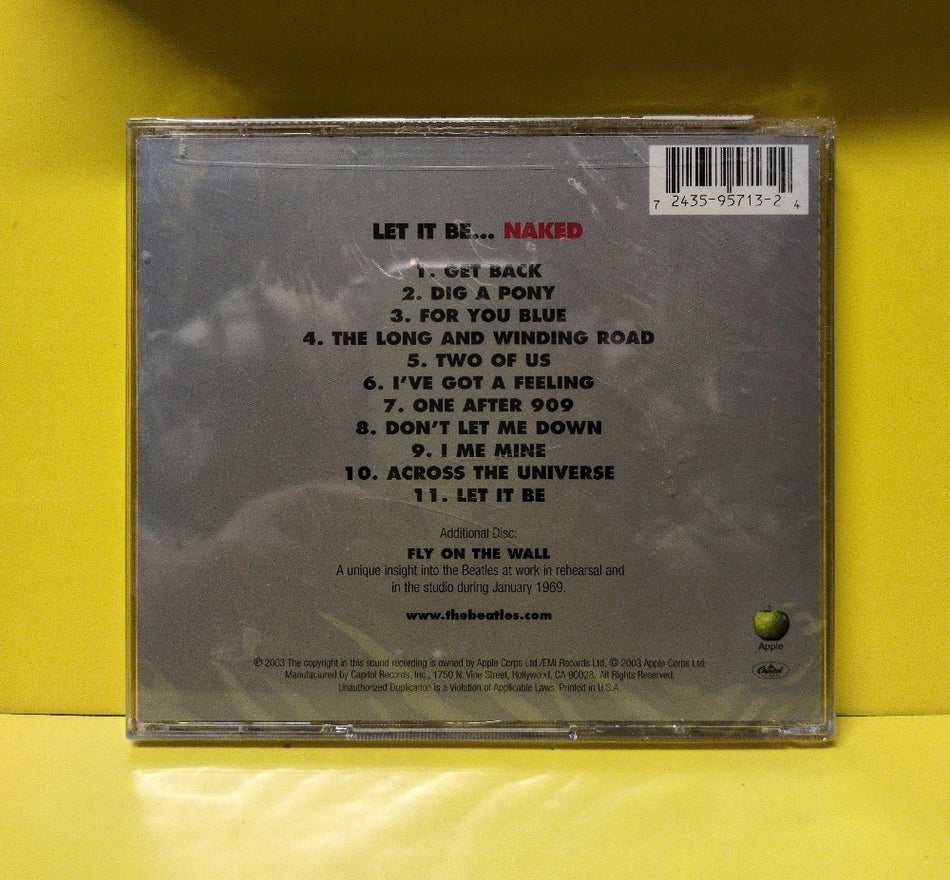 7 2435-95713-2 4
LET IT BE... NAKED
1. GET BACK
2. DIG A PONY
3. FOR YOU BLUE
4. THE LONG AND WINDING ROAD
5. TWO OF US
6. I'VE GOT A FEELING
7. ONE AFTER 909
8. DON'T LET ME DOWN
9. I ME MINE
10. ACROSS THE UNIVERSE
11. LET IT BE
Additional Disc:
FLY ON THE WALL
A unique insight into the Beatles at work in rehearsal and
in the studio during January 1969.
www.thebeatles.com
Apple
Capitol
℗ 2003 The copyright in this sound recording is owned by Apple Corps Ltd./EMI Records Ltd. © 2003 Apple Corps Ltd.
Manufactured by Capitol Records, Inc., 1750 N. Vine Street, Hollywood, CA 90028. All Rights Reserved.
Unauthorized Duplication is a Violation of Applicable Laws. Printed in U.S.A.